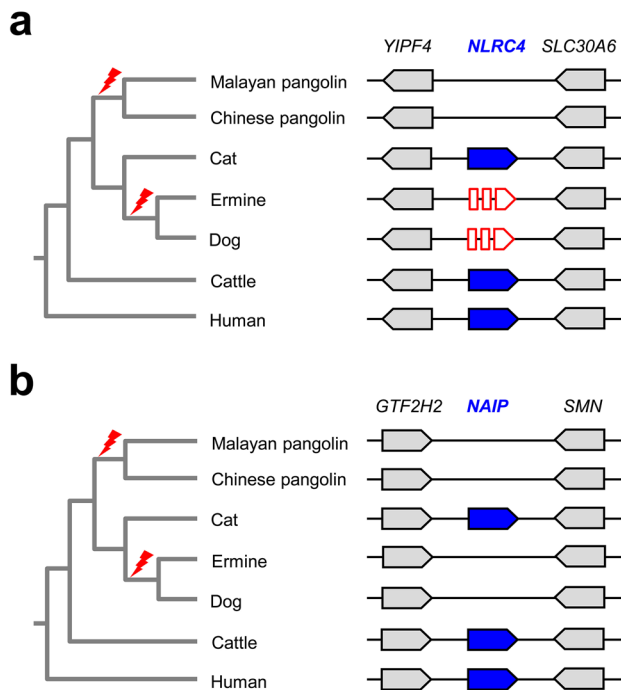 a
YIPF4 NLRC4 SLC30A6
Malayan pangolin
Chinese pangolin
Cat
Ermine
Dog
Cattle
Human
b
GTF2H2 NAIP SMN
Malayan pangolin
Chinese pangolin
Cat
Ermine
Dog
Cattle
Human